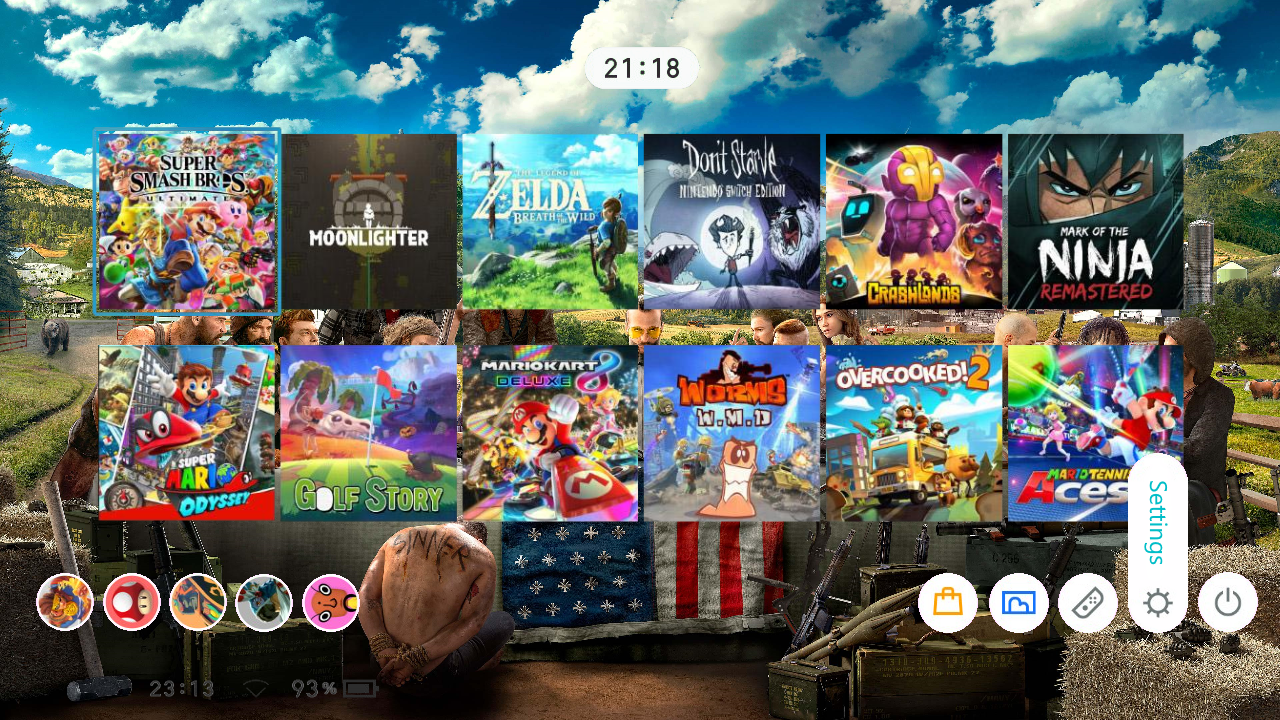 21:18
SUPER
SMASH BROS.
ULTIMATE
MOONLIGHTER
THE LEGEND OF
ZELDA
BREATH OF THE WILD
Don't Starve
NINTENDO SWITCH EDITION
CRASHLANDS
MARK OF THE
NINJA
REMASTERED
SUPER
MARIO
ODYSSEY
GOLF STORY
MARIOKART 8
DELUXE
WORMS
W.M.D
OVERCOOKED! 2
MARIO TENNIS
ACES
Settings
SINNER
23:13
93%